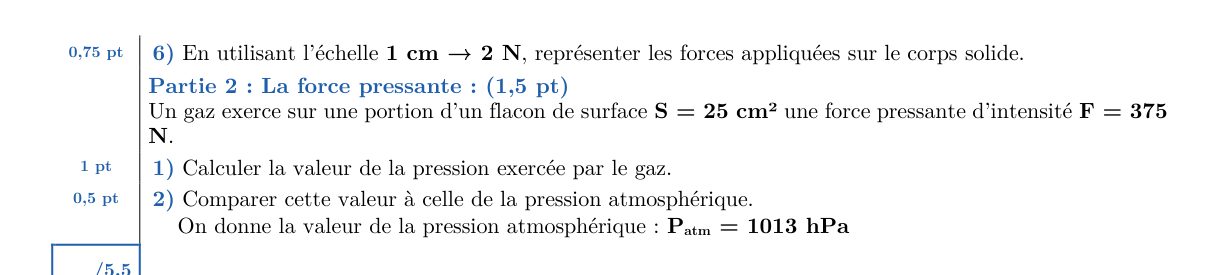 0,75 pt 6) En utilisant l'échelle 1 cm → 2 N, représenter les forces appliquées sur le corps solide.
Partie 2 : La force pressante : (1,5 pt)
Un gaz exerce sur une portion d'un flacon de surface S = 25 cm² une force pressante d'intensité F = 375
N.
1 pt 1) Calculer la valeur de la pression exercée par le gaz.
0,5 pt 2) Comparer cette valeur à celle de la pression atmosphérique.
On donne la valeur de la pression atmosphérique : Patm = 1013 hPa
/5,5